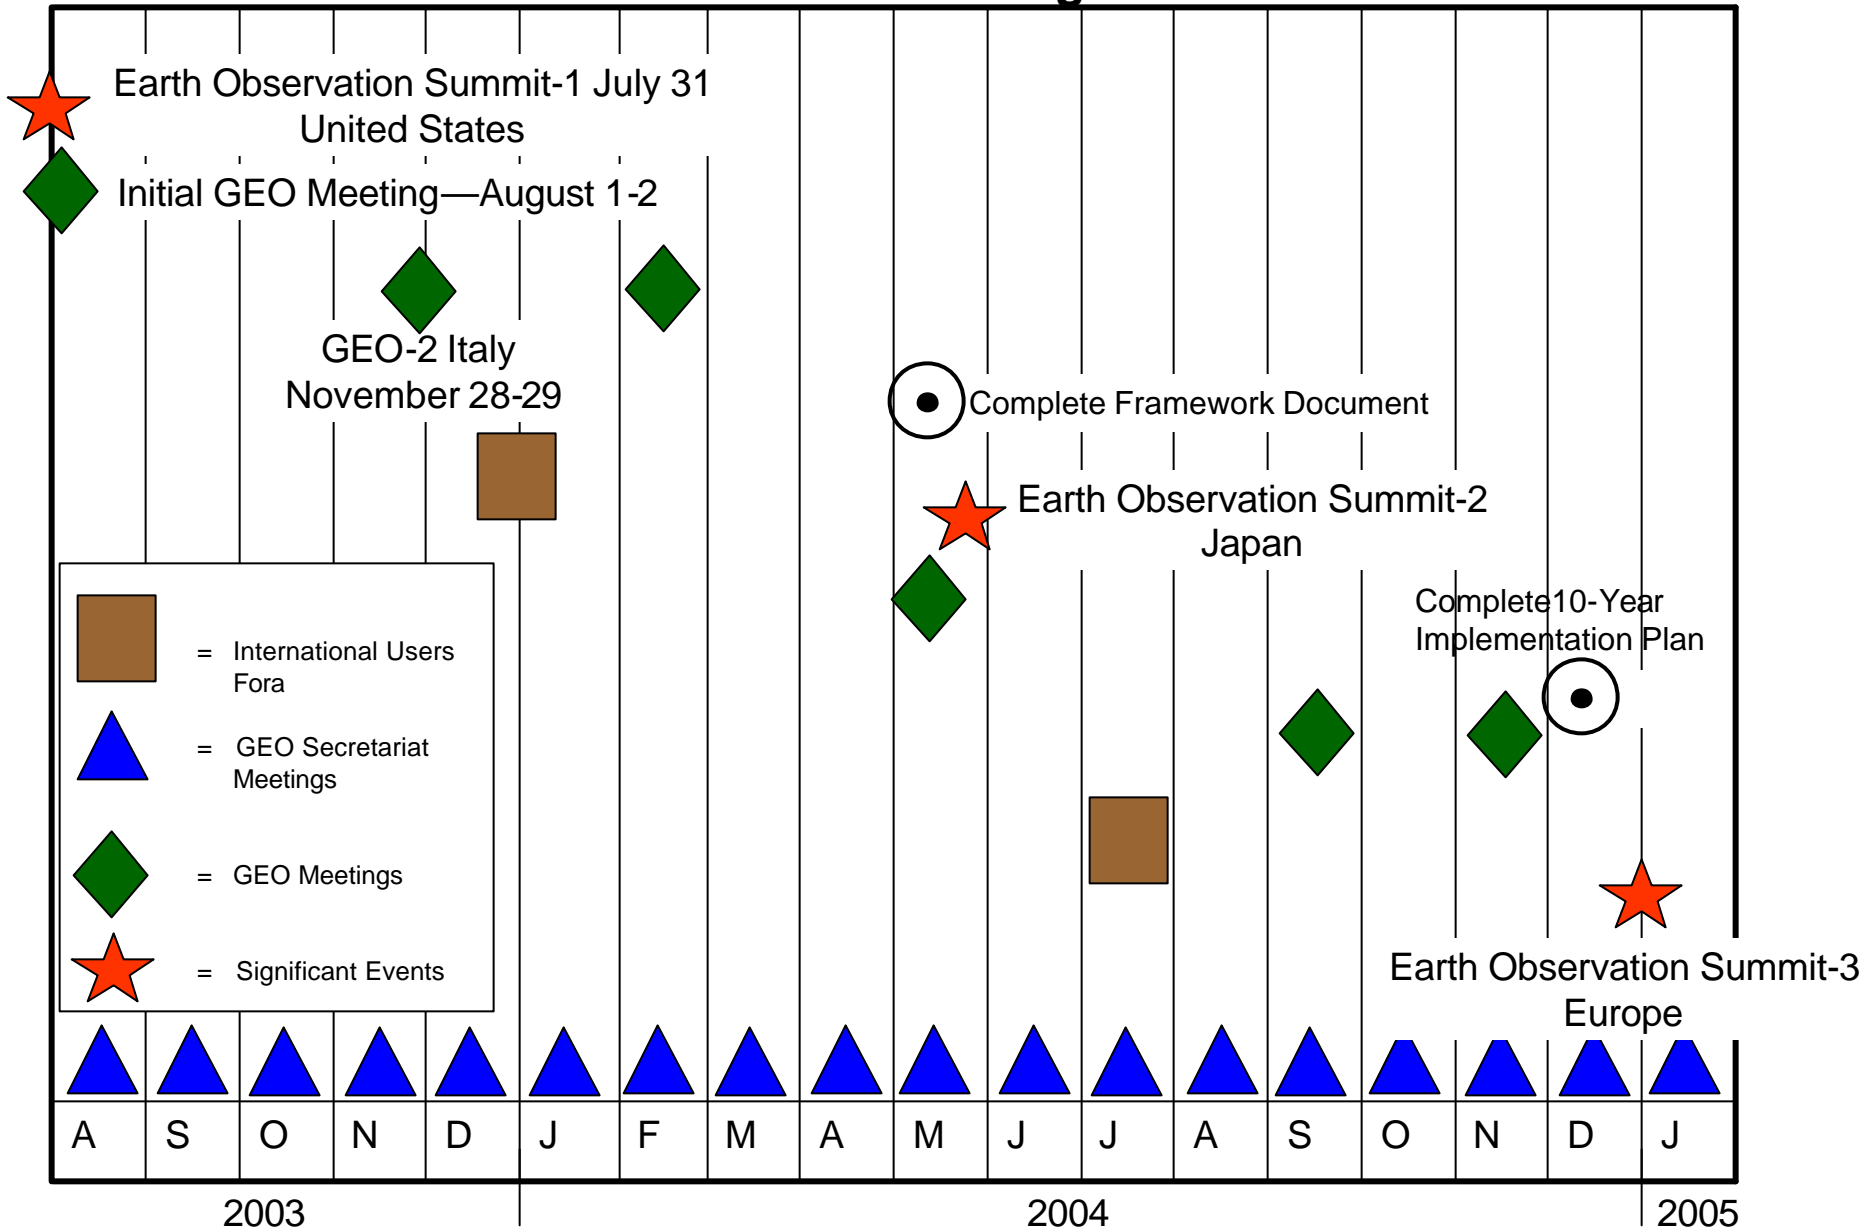 Earth Observation Summit-1 July 31
United States
Initial GEO Meeting—August 1-2
GEO-2 Italy
November 28-29
Complete Framework Document
Earth Observation Summit-2
Japan
Complete10-Year
Implementation Plan
= International Users
Fora
= GEO Secretariat
Meetings
= GEO Meetings
= Significant Events
Earth Observation Summit-3
Europe
A S O N D J F M A M J J A S O N D J
2003 2004 2005